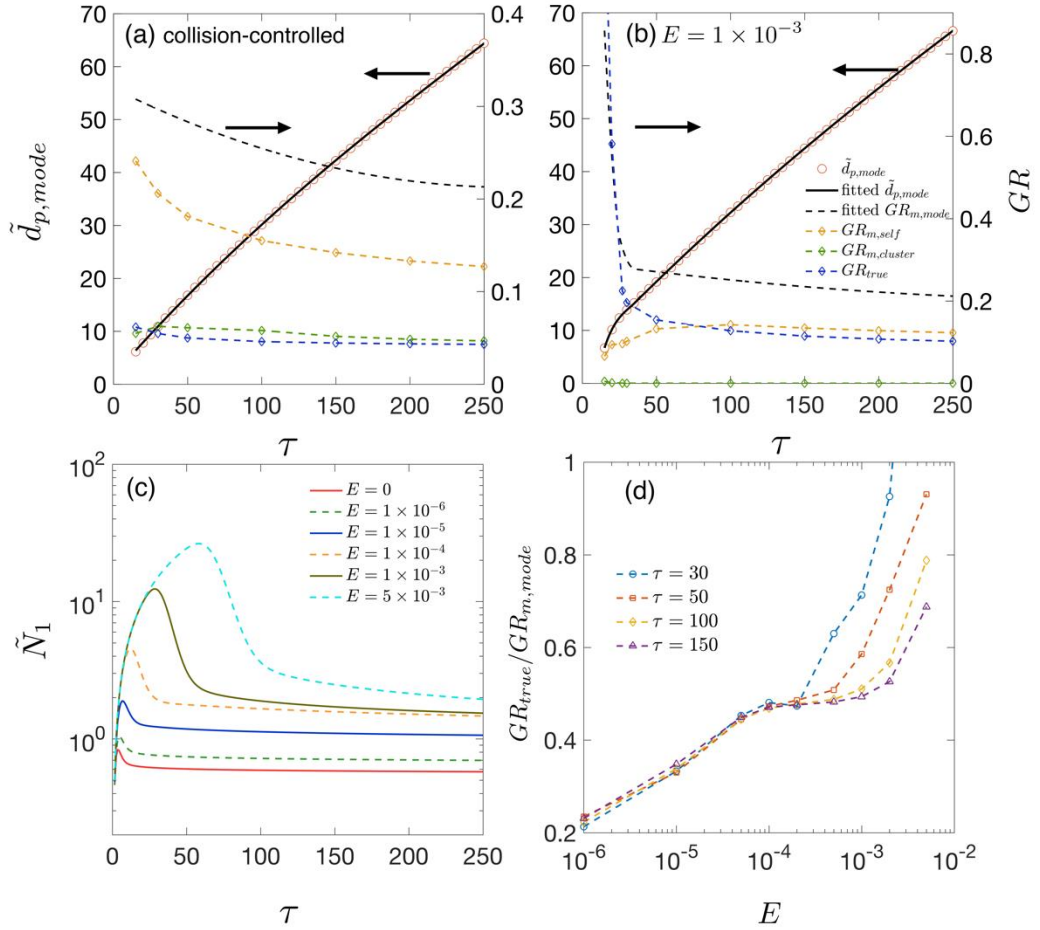 (a) collision-controlled
70
60
50
40
30
20
10
0
0.4
0.3
0.2
0.1
0
0 50 100 150 200 250
d̃p,mode
τ
(b) E = 1 × 10⁻³
70
60
50
40
30
20
10
0
0.8
0.6
0.4
0.2
0
0 50 100 150 200 250
GR
τ
d̃p,mode
fitted d̃p,mode
fitted GRm,mode
GRm,self
GRm,cluster
GRtrue
(c)
10²
10¹
10⁰
Ñ₁
E = 0
E = 1 × 10⁻⁶
E = 1 × 10⁻⁵
E = 1 × 10⁻⁴
E = 1 × 10⁻³
E = 5 × 10⁻³
0 50 100 150 200 250
τ
(d)
1
0.8
0.6
0.4
0.2
GRtrue/GRm,mode
τ = 30
τ = 50
τ = 100
τ = 150
10⁻⁶ 10⁻⁵ 10⁻⁴ 10⁻³ 10⁻²
E